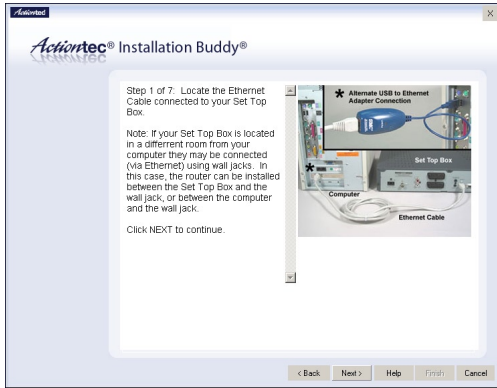 Actiontec
Actiontec® Installation Buddy®
Step 1 of 7: Locate the Ethernet
Cable connected to your Set Top
Box.
Note: If your Set Top Box is located
in a differrent room from your
computer they may be connected
(via Ethernet) using wall jacks. In
this case, the router can be installed
between the Set Top Box and the
wall jack, or between the computer
and the wall jack.
Click NEXT to continue.
* Alternate USB to Ethernet
Adapter Connection
*
Set Top Box
Computer
Ethernet Cable
< Back Next > Help Finish Cancel